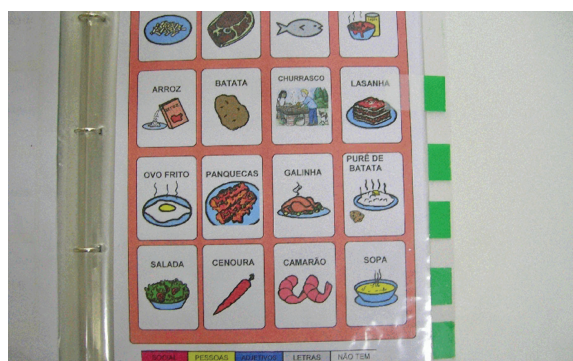 ARROZ
BATATA
CHURRASCO
LASANHA
OVO FRITO
PANQUECAS
GALINHA
PURÊ DE
BATATA
SALADA
CENOURA
CAMARÃO
SOPA
SOCIAL
PESSOAS
ADJETIVOS
LETRAS
NÃO TEM